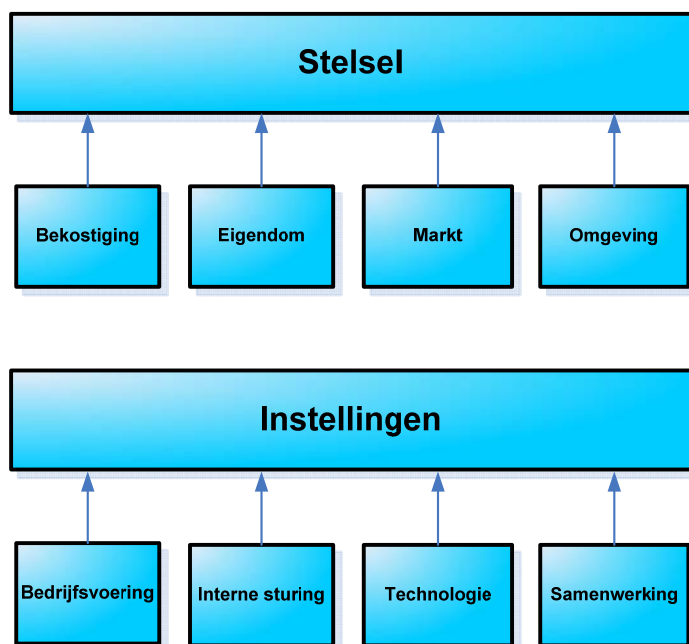 Stelsel
Bekostiging
Eigendom
Markt
Omgeving
Instellingen
Bedrijfsvoering
Interne sturing
Technologie
Samenwerking